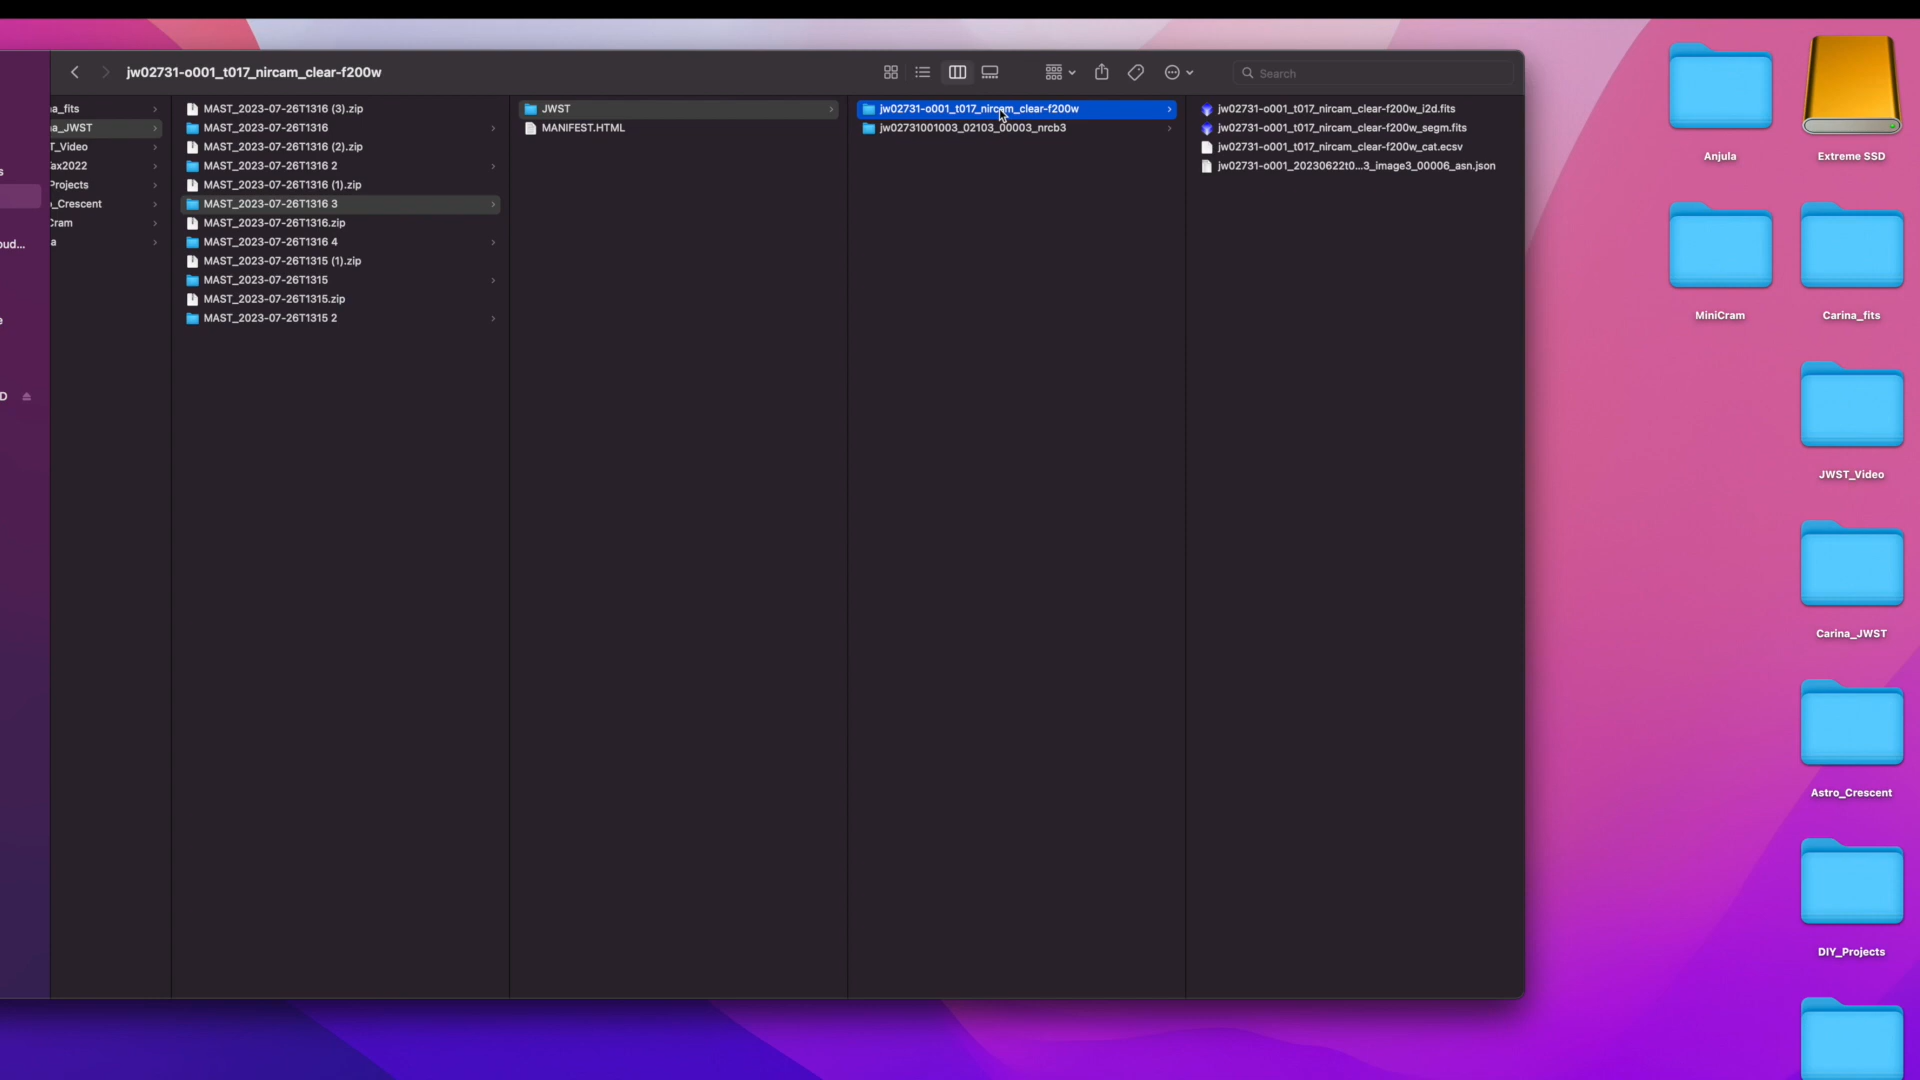 jw02731-o001_t017_nircam_clear-f200w
Search
a_fits
a_JWST
T_Video
ax2022
Projects
_Crescent
Cram
a
s
oud...
e
D
MAST_2023-07-26T1316 (3).zip
MAST_2023-07-26T1316
MAST_2023-07-26T1316 (2).zip
MAST_2023-07-26T1316 2
MAST_2023-07-26T1316 (1).zip
MAST_2023-07-26T1316 3
MAST_2023-07-26T1316.zip
MAST_2023-07-26T1316 4
MAST_2023-07-26T1315 (1).zip
MAST_2023-07-26T1315
MAST_2023-07-26T1315.zip
MAST_2023-07-26T1315 2
JWST
MANIFEST.HTML
jw02731-o001_t017_nircam_clear-f200w
jw02731001003_02103_00003_nrcb3
jw02731-o001_t017_nircam_clear-f200w_i2d.fits
jw02731-o001_t017_nircam_clear-f200w_segm.fits
jw02731-o001_t017_nircam_clear-f200w_cat.ecsv
jw02731-o001_20230622t0...3_image3_00006_asn.json
Anjula
Extreme SSD
MiniCram
Carina_fits
JWST_Video
Carina_JWST
Astro_Crescent
DIY_Projects